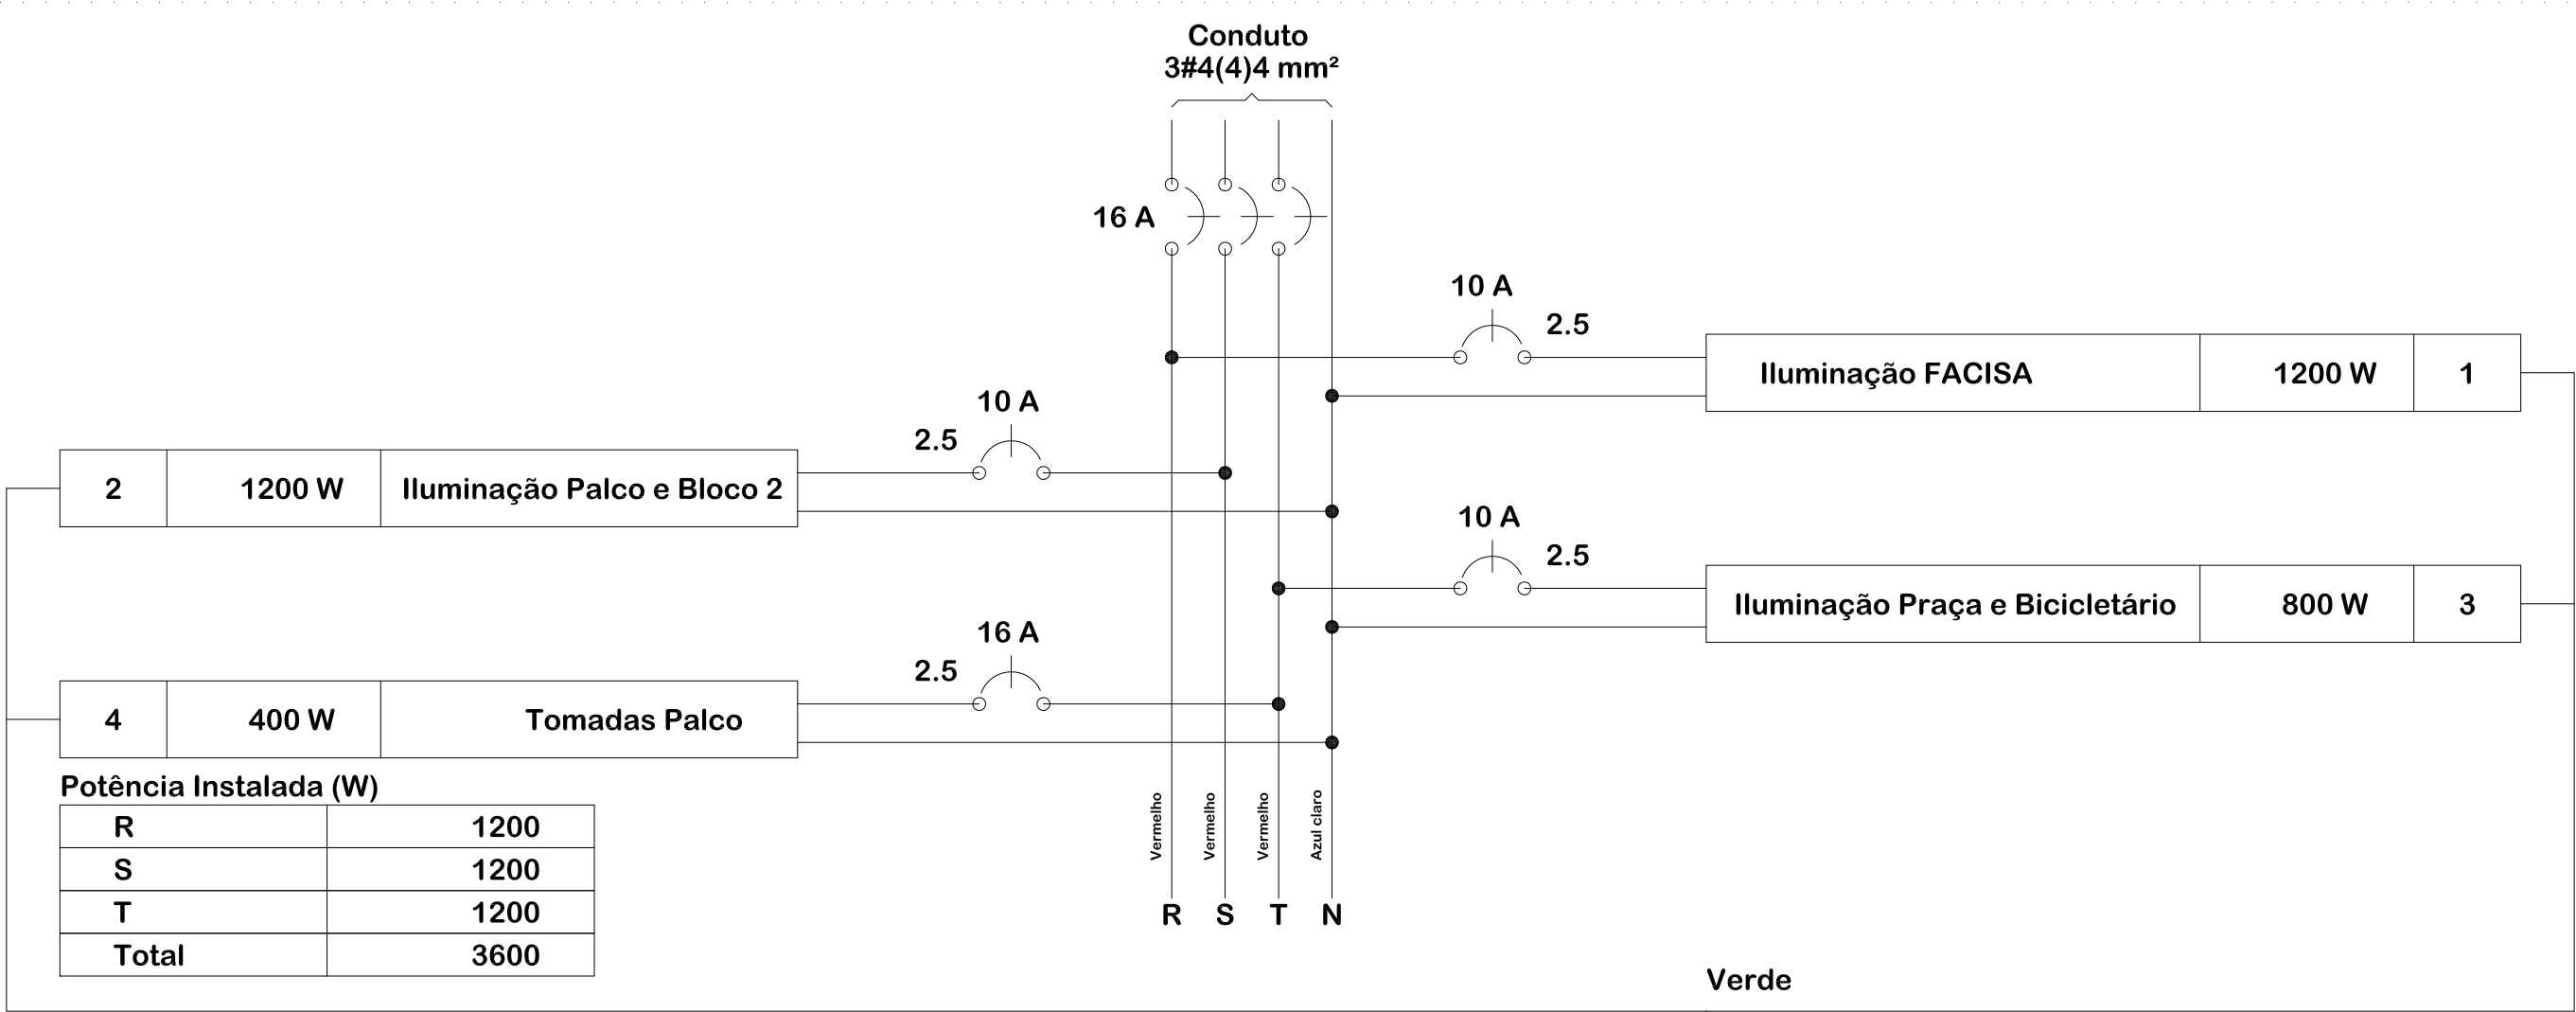 Conduto
3#4(4)4 mm²
16 A
10 A
2.5
Iluminação FACISA 1200 W 1
10 A
2.5
2 1200 W Iluminação Palco e Bloco 2
10 A
2.5
Iluminação Praça e Bicicletário 800 W 3
16 A
2.5
4 400 W Tomadas Palco
Potência Instalada (W)
R 1200
S 1200
T 1200
Total 3600
Vermelho
Vermelho
Vermelho
Azul claro
R S T N
Verde